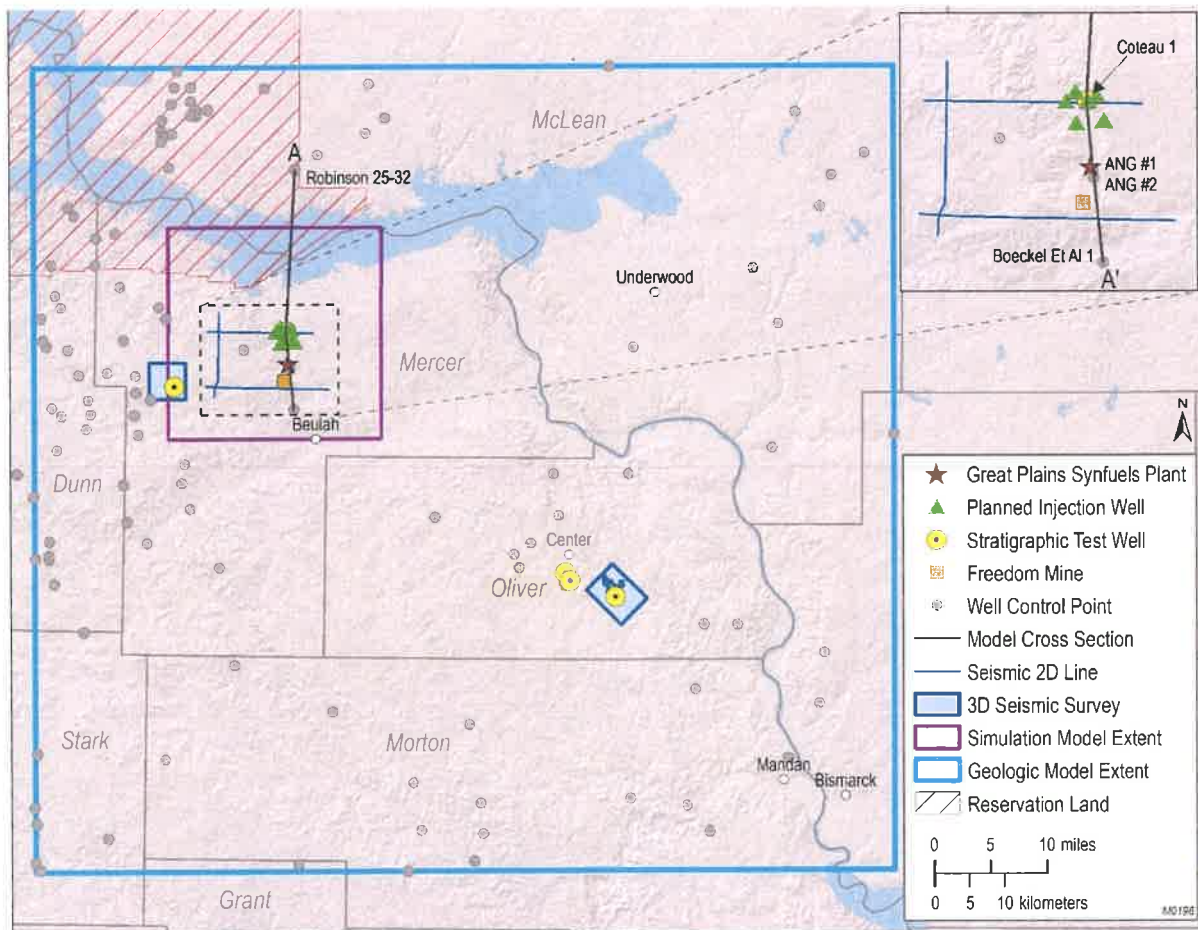 McLean
A
Robinson 25-32
Underwood
Mercer
Beulah
Dunn
Center
Oliver
Stark
Morton
Mandan
Bismarck
Grant
Coteau 1
ANG #1
ANG #2
Boeckel Et Al 1
A'
N
Great Plains Synfuels Plant
Planned Injection Well
Stratigraphic Test Well
Freedom Mine
Well Control Point
Model Cross Section
Seismic 2D Line
3D Seismic Survey
Simulation Model Extent
Geologic Model Extent
Reservation Land
0 5 10 miles
0 5 10 kilometers
M0196